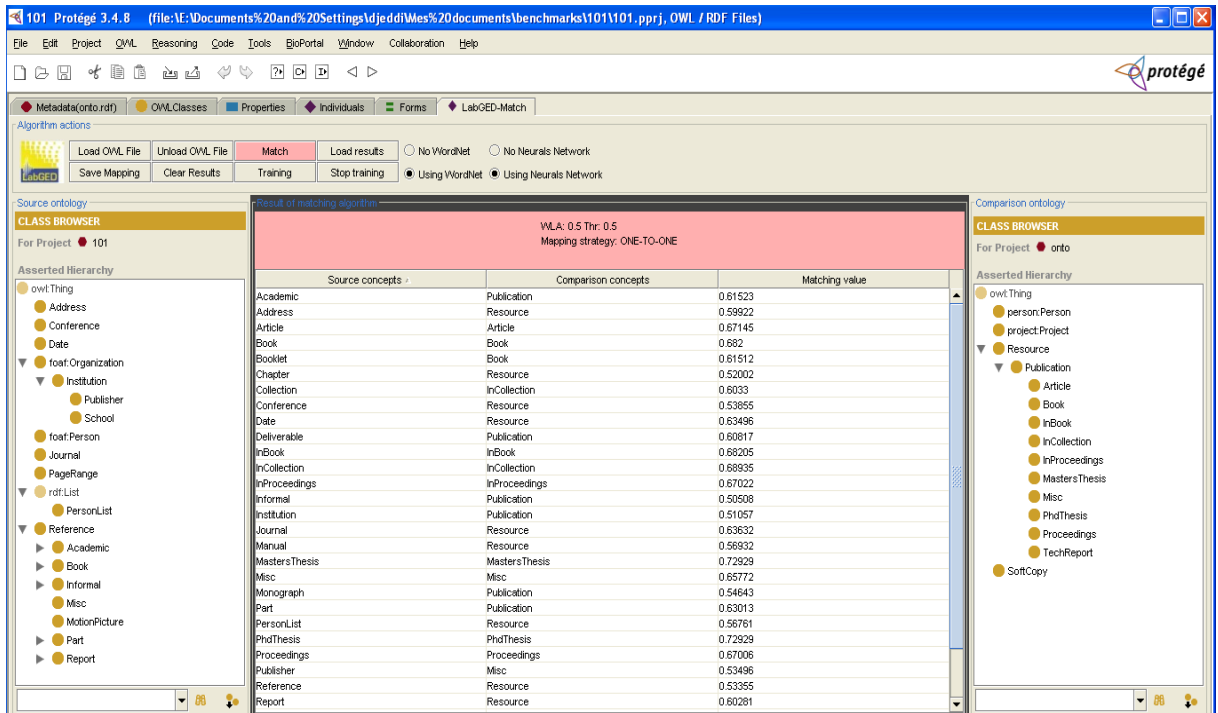 101 Protégé 3.4.8 (file:\E:\Documents%20and%20Settings\djeddi\Mes%20documents\benchmarks\101\101.pprj, OWL / RDF Files)
File Edit Project OWL Reasoning Code Tools BioPortal Window Collaboration Help
protégé
Metadata(onto.rdf) OWLClasses Properties Individuals Forms LabGED-Match
Algorithm actions
LabGED
Load OWL File Unload OWL File Match Load results No WordNet No Neurals Network
Save Mapping Clear Results Training Stop training Using WordNet Using Neurals Network
Source ontology
CLASS BROWSER
For Project 101
Asserted Hierarchy
owl:Thing
Address
Conference
Date
foaf:Organization
Institution
Publisher
School
foaf:Person
Journal
PageRange
rdf:List
PersonList
Reference
Academic
Book
Informal
Misc
MotionPicture
Part
Report
Result of matching algorithm
WLA: 0.5 Thr: 0.5
Mapping strategy: ONE-TO-ONE
Source concepts Comparison concepts Matching value
Academic Publication 0.61523
Address Resource 0.59922
Article Article 0.67145
Book Book 0.682
Booklet Book 0.61512
Chapter Resource 0.52002
Collection InCollection 0.6033
Conference Resource 0.53855
Date Resource 0.63496
Deliverable Publication 0.60817
InBook InBook 0.68205
InCollection InCollection 0.68935
InProceedings InProceedings 0.67022
Informal Publication 0.50508
Institution Publication 0.51057
Journal Resource 0.63632
Manual Resource 0.56932
MastersThesis MastersThesis 0.72929
Misc Misc 0.65772
Monograph Publication 0.54643
Part Publication 0.63013
PersonList Resource 0.56761
PhdThesis PhdThesis 0.72929
Proceedings Proceedings 0.67006
Publisher Misc 0.53496
Reference Resource 0.53355
Report Resource 0.60281
Comparison ontology
CLASS BROWSER
For Project onto
Asserted Hierarchy
owl:Thing
person:Person
project:Project
Resource
Publication
Article
Book
InBook
InCollection
InProceedings
MastersThesis
Misc
PhdThesis
Proceedings
TechReport
SoftCopy